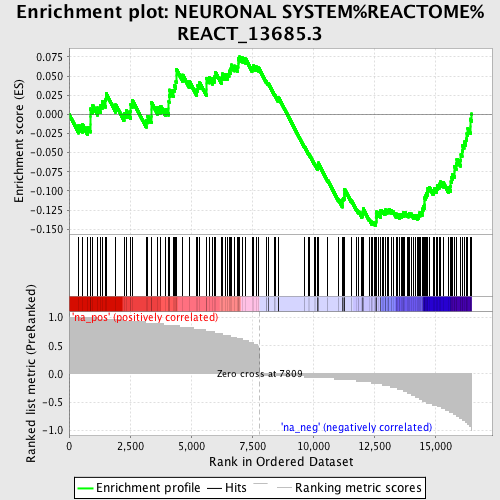 Enrichment plot: NEURONAL SYSTEM%REACTOME%
REACT_13685.3
Enrichment score (ES)
0.075
0.050
0.025
0.000
-0.025
-0.050
-0.075
-0.100
-0.125
-0.150
Ranked list metric (PreRanked)
1.0
0.5
0.0
-0.5
-1.0
'na_pos' (positively correlated)
Zero cross at 7809
'na_neg' (negatively correlated)
0
2,500
5,000
7,500
10,000
12,500
15,000
Rank in Ordered Dataset
Enrichment profile
Hits
Ranking metric scores